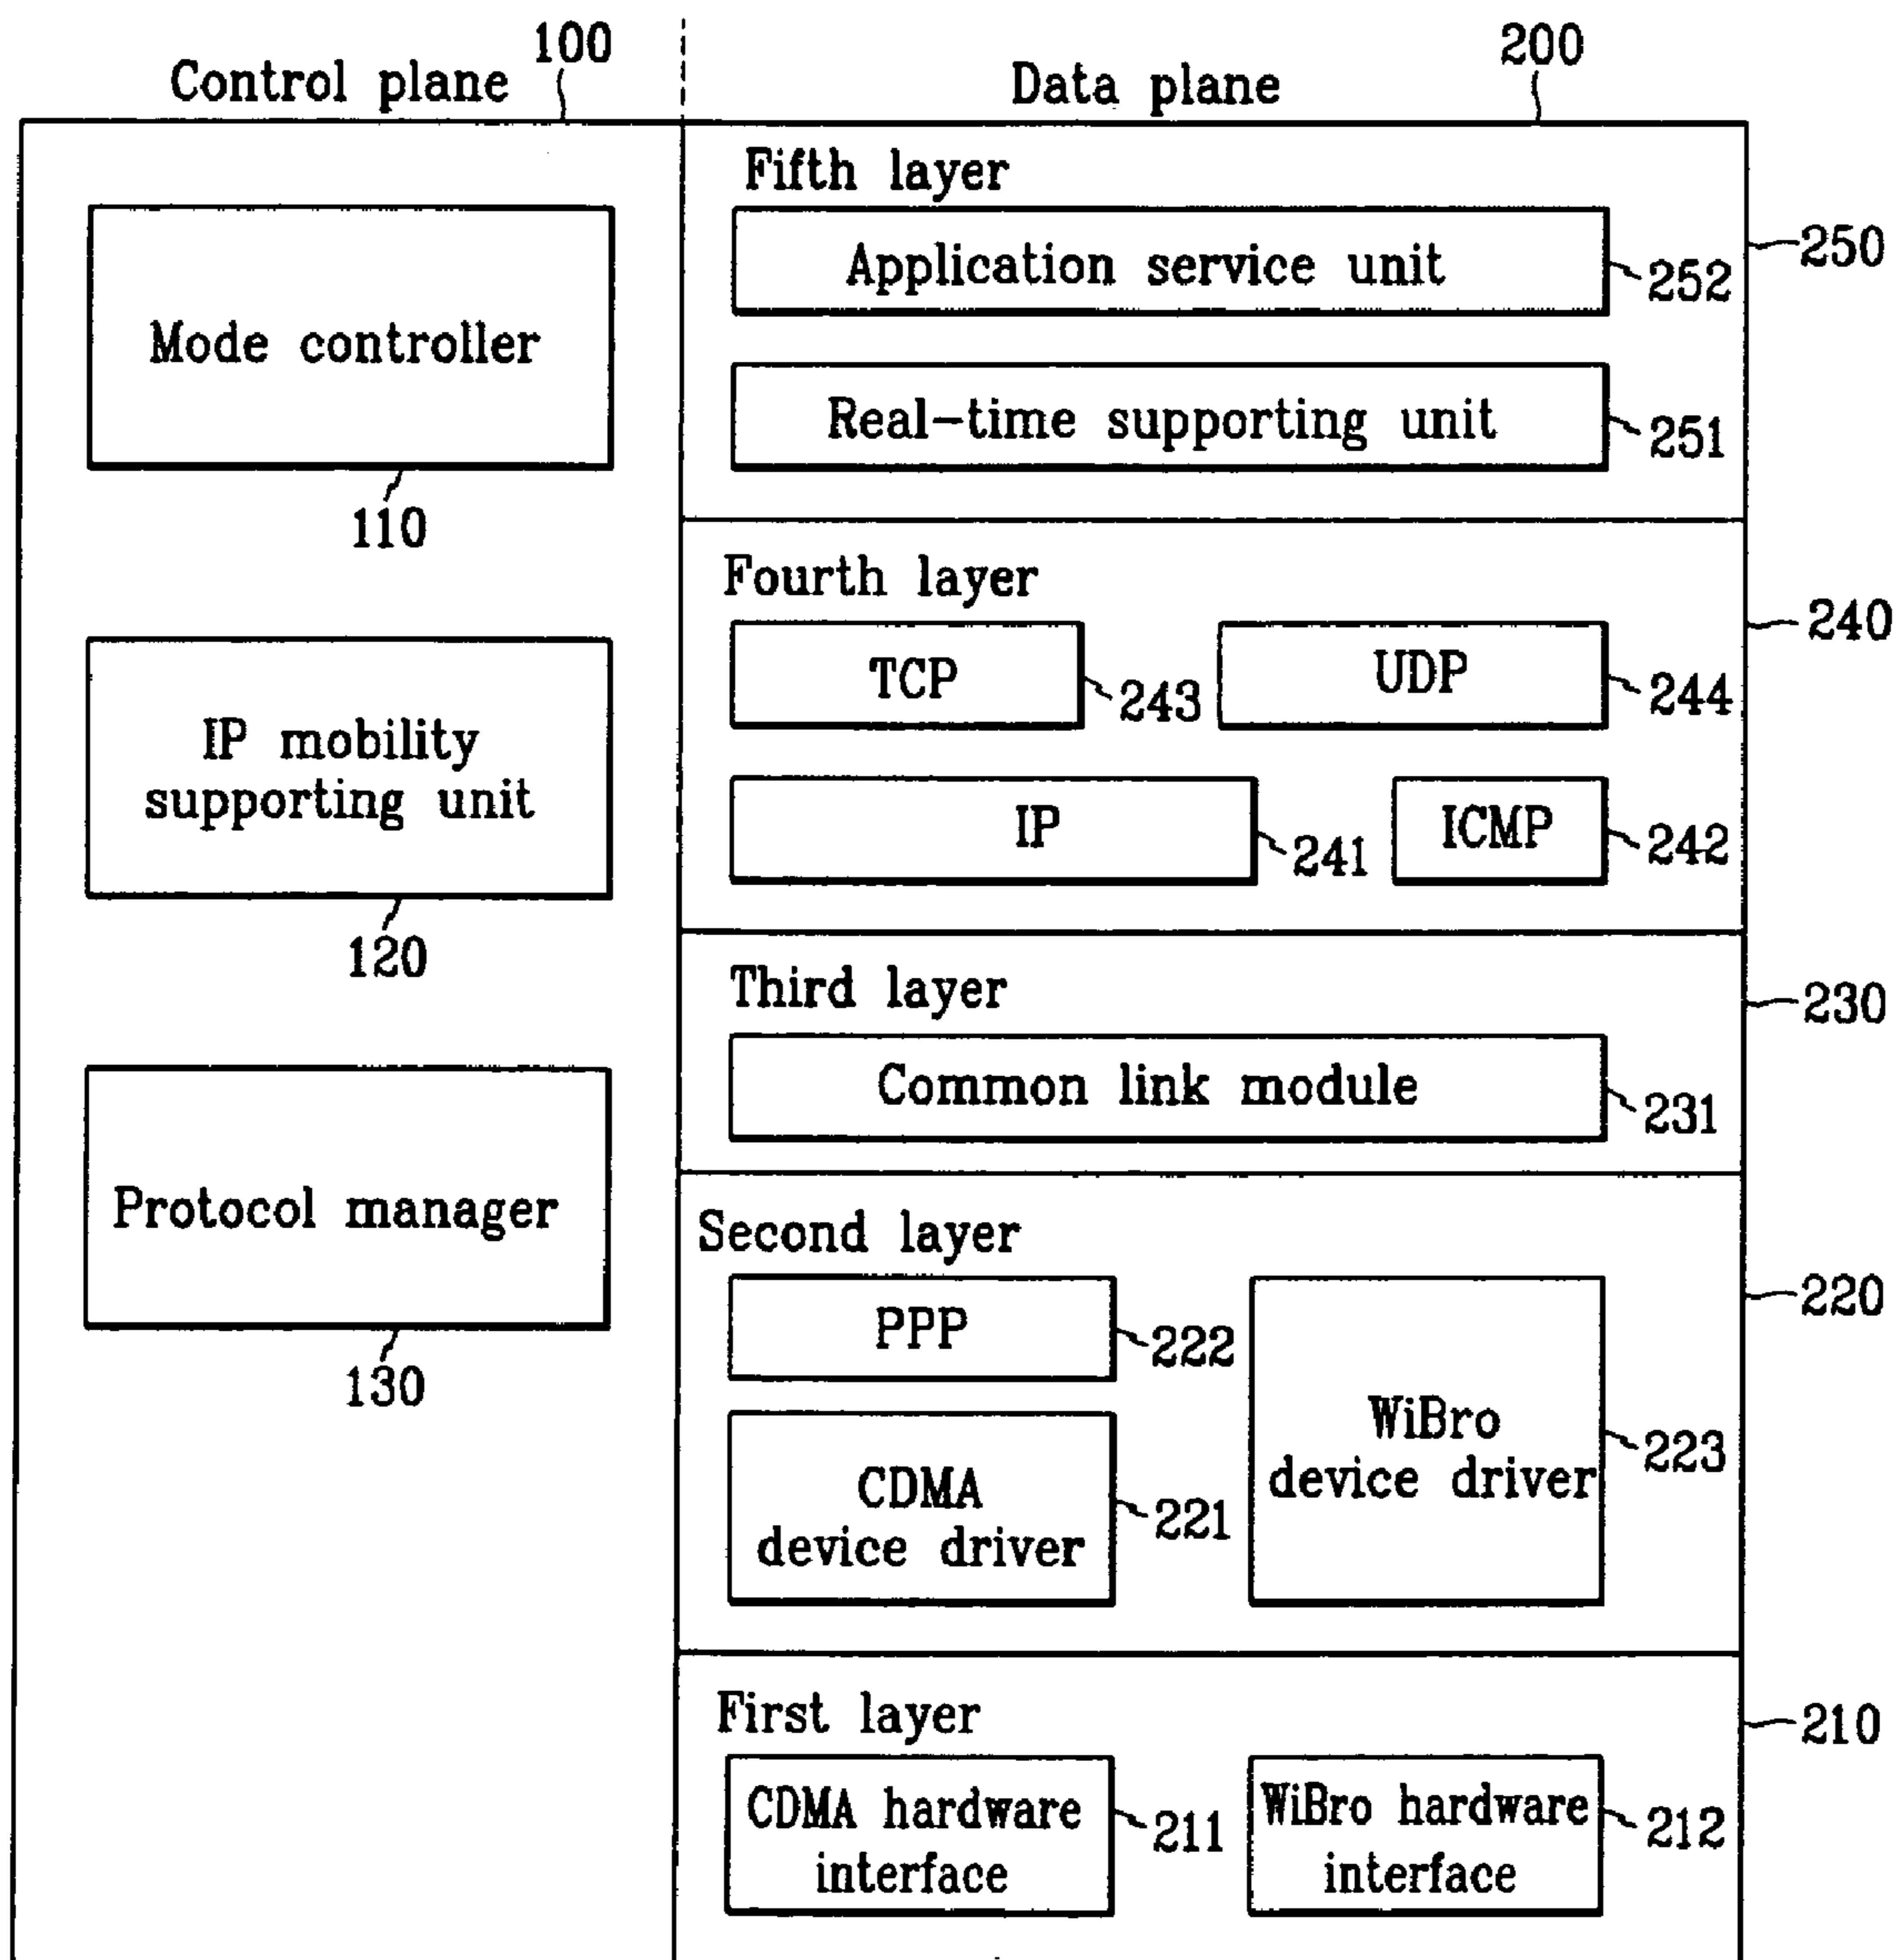 Control plane
100
Mode controller
110
IP mobility
supporting unit
120
Protocol manager
130
Data plane
200
Fifth layer
250
Application service unit
252
Real-time supporting unit
251
Fourth layer
240
TCP
243
UDP
244
IP
241
ICMP
242
Third layer
230
Common link module
231
Second layer
220
PPP
222
CDMA
device driver
221
WiBro
device driver
223
First layer
210
CDMA hardware
interface
211
WiBro hardware
interface
212